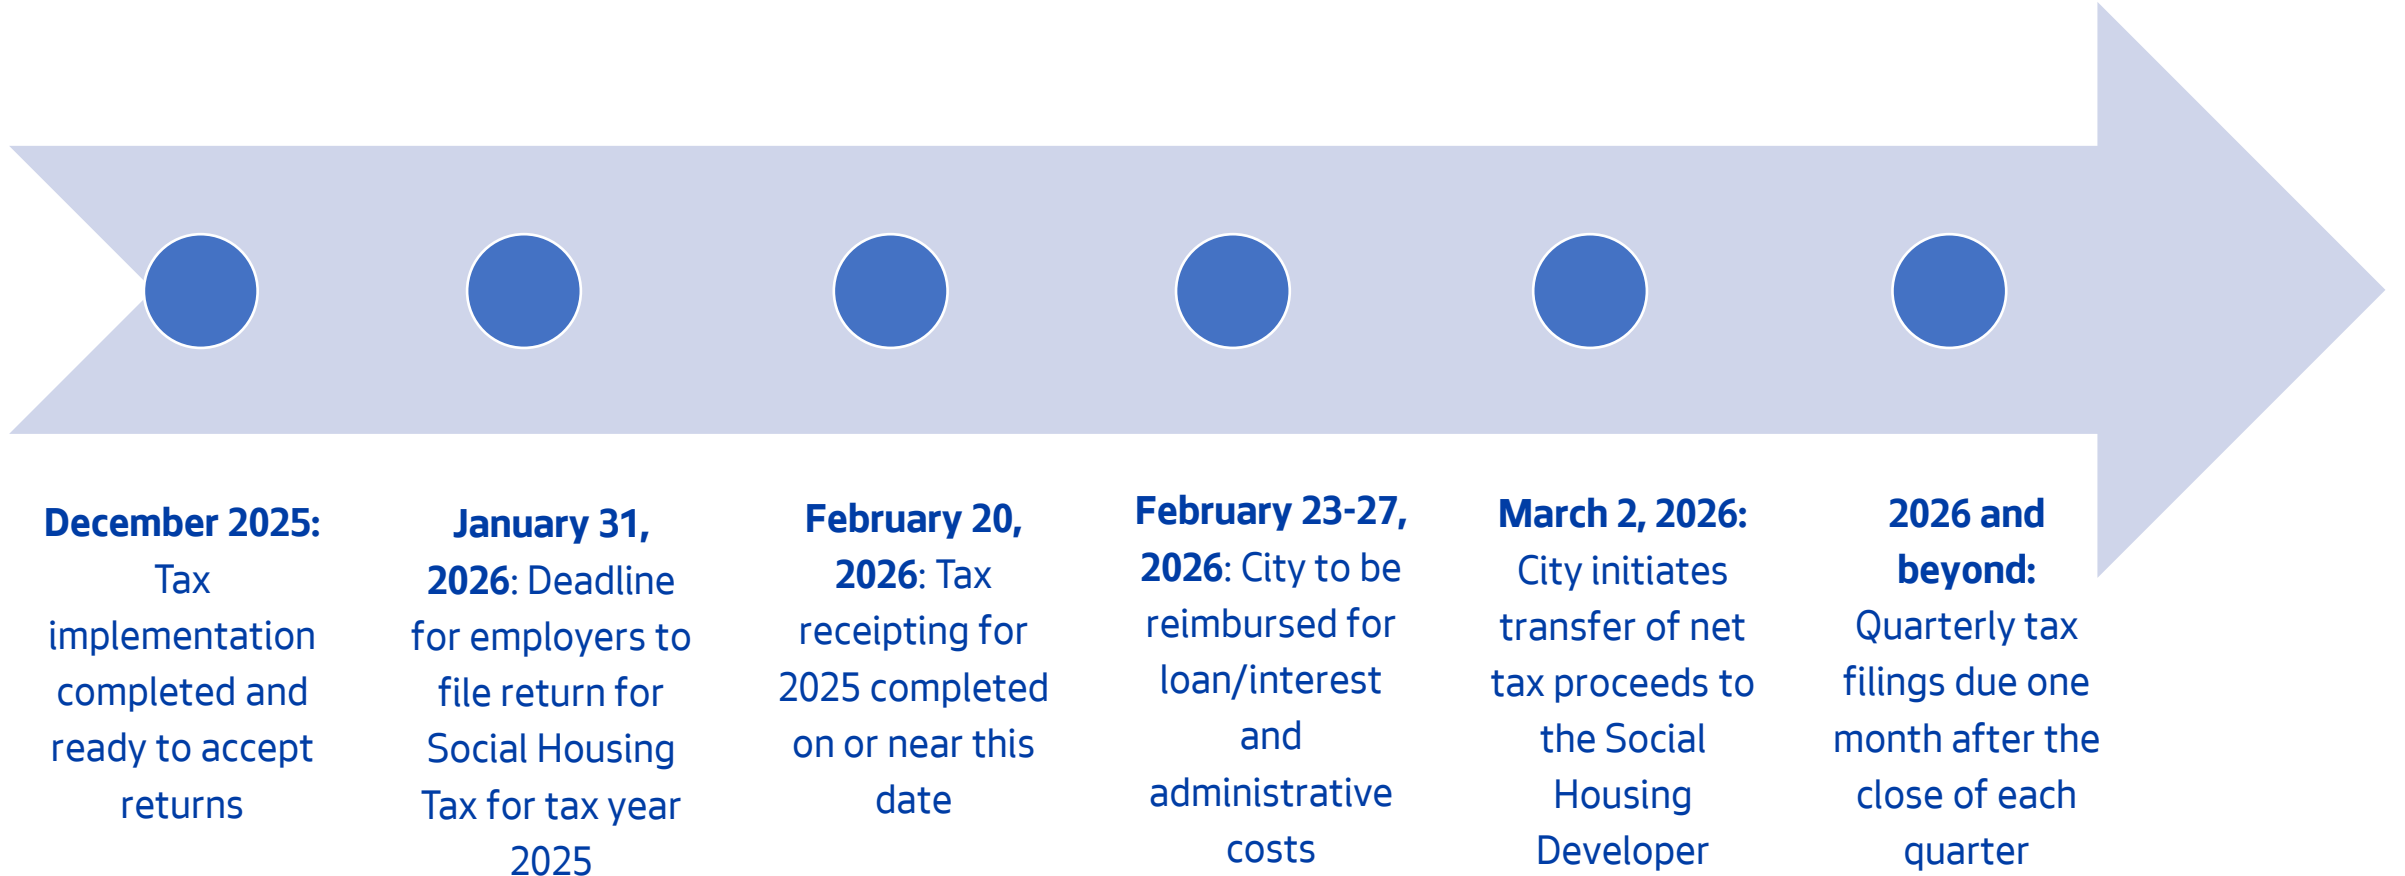 December 2025:
Tax
implementation
completed and
ready to accept
returns
January 31,
2026: Deadline
for employers to
file return for
Social Housing
Tax for tax year
2025
February 20,
2026: Tax
receipting for
2025 completed
on or near this
date
February 23-27,
2026: City to be
reimbursed for
loan/interest
and
administrative
costs
March 2, 2026:
City initiates
transfer of net
tax proceeds to
the Social
Housing
Developer
2026 and
beyond:
Quarterly tax
filings due one
month after the
close of each
quarter